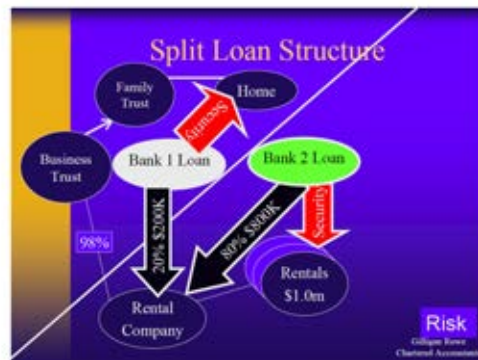 Split Loan Structure
Family
Trust
Home
Security
Business
Trust
Bank 1 Loan
Bank 2 Loan
20% $200K
80% $800K
Security
98%
Rentals
$1.0m
Rental
Company
Risk
Gilligan Rowe
Chartered Accountants